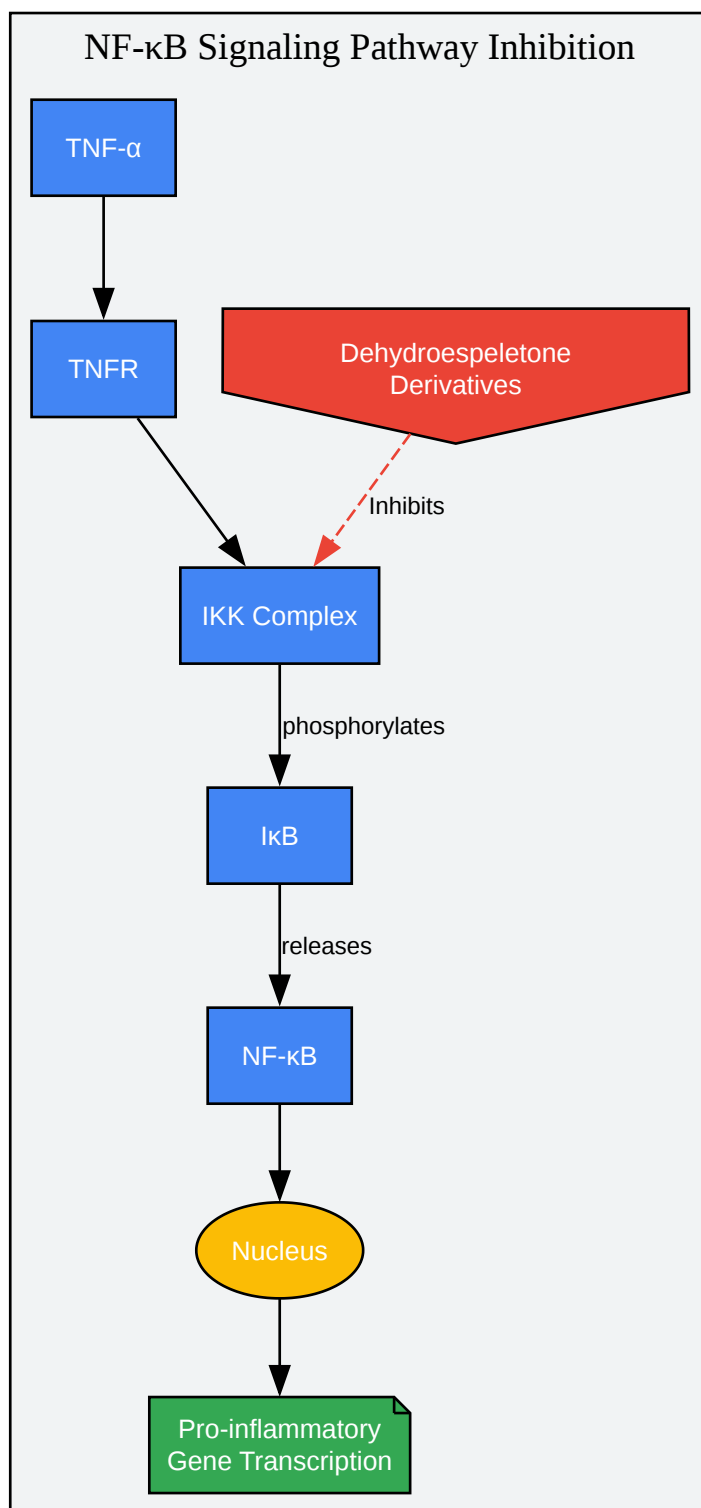 NF-κB Signaling Pathway Inhibition
TNF-α
TNFR
Dehydroespeletone
Derivatives
Inhibits
IKK Complex
phosphorylates
IκB
releases
NF-κB
Nucleus
Pro-inflammatory
Gene Transcription